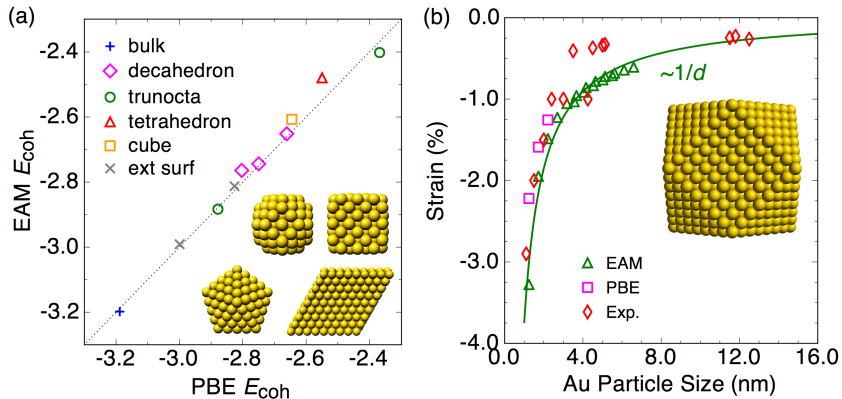 (a)
-2.4
-2.6
-2.8
-3.0
-3.2
EAM E_coh
bulk
decahedron
trunocta
tetrahedron
cube
ext surf
-3.2
-3.0
-2.8
-2.6
-2.4
PBE E_coh
(b)
0.0
-1.0
-2.0
-3.0
-4.0
Strain (%)
~1/d
EAM
PBE
Exp.
0.0
4.0
8.0
12.0
16.0
Au Particle Size (nm)